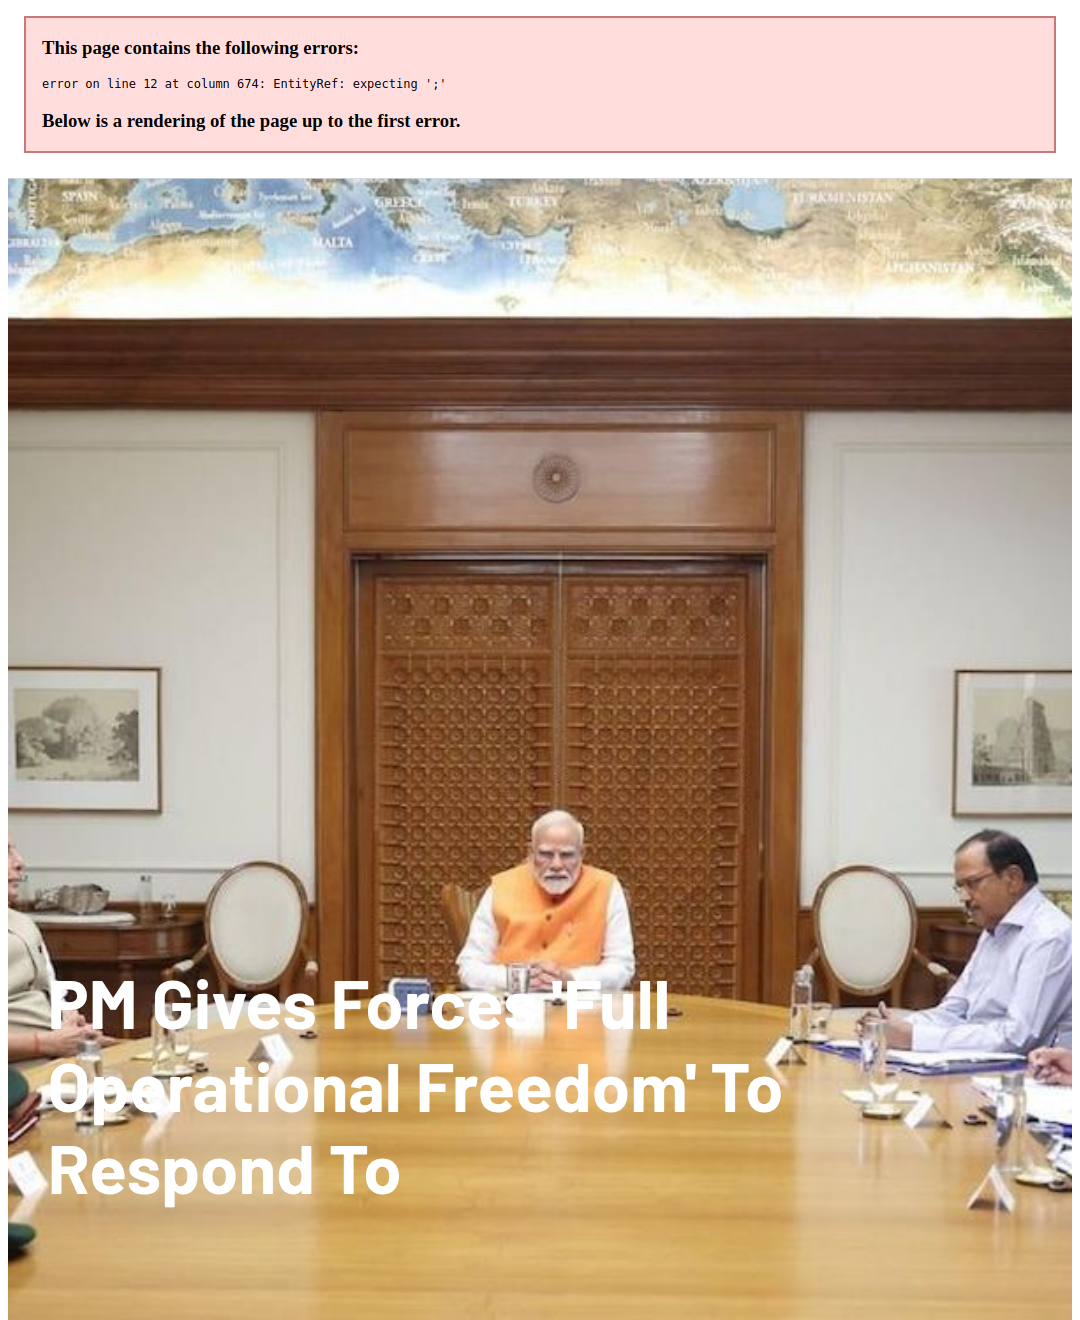 This page contains the following errors:
error on line 12 at column 674: EntityRef: expecting ';'
Below is a rendering of the page up to the first error.
SPAIN
GREECE
TURKEY
TURKMENISTAN
MALTA
CRETE
AFGHANISTAN
PM Gives Forces 'Full
Operational Freedom' To
Respond To